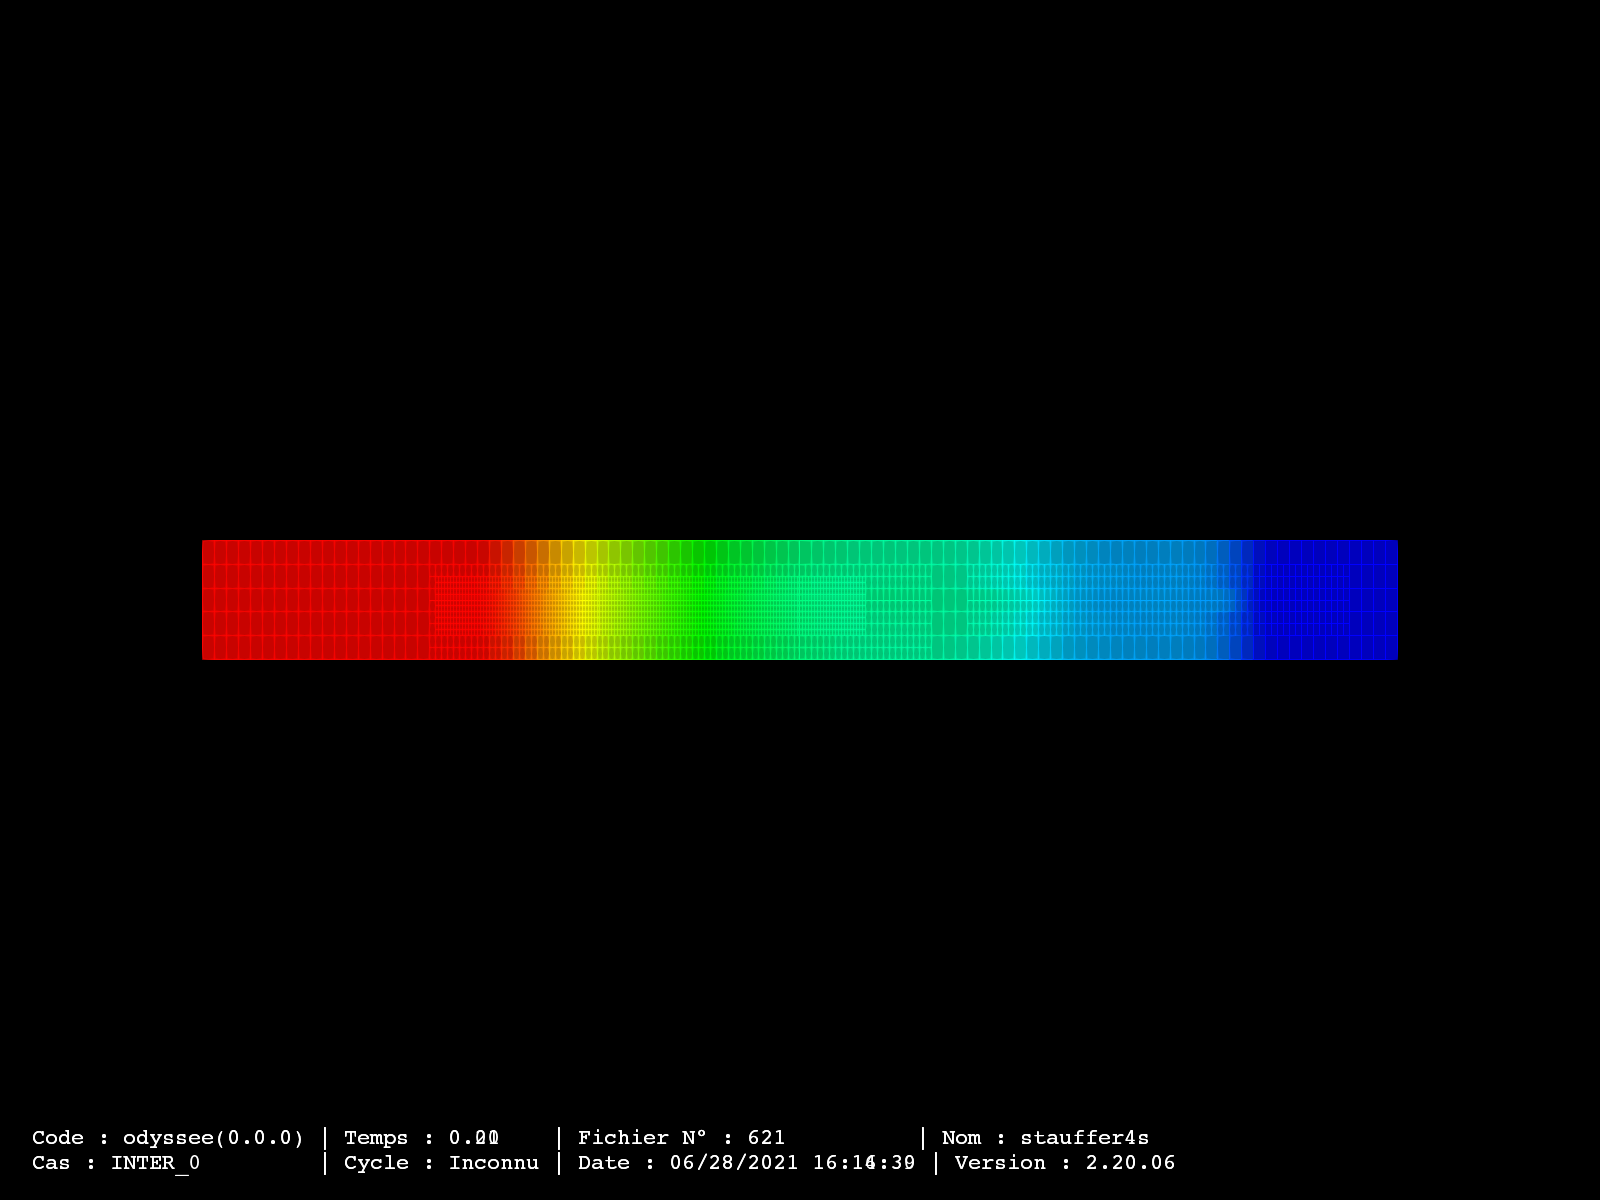 Code : odyssee(0.0.0) | Temps : | Fichier N° : 621 | Nom : stauffer4s
Cas : INTER_0 | Cycle : Inconnu | Date : 06/28/2021 | Version : 2.20.06